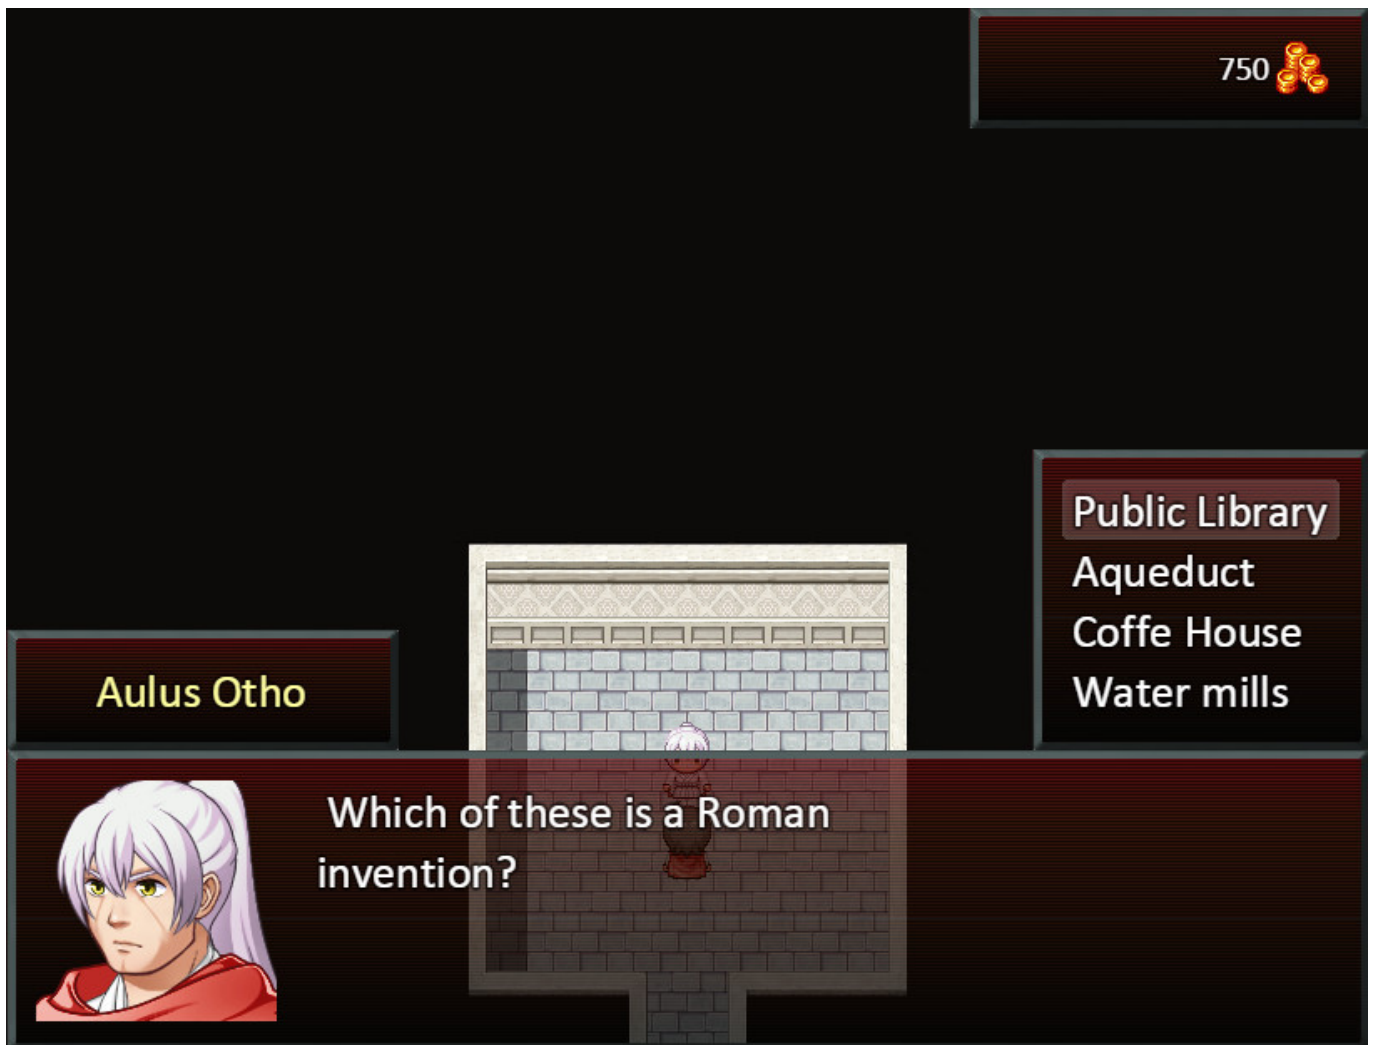 750
Public Library
Aqueduct
Coffe House
Water mills
Aulus Otho
Which of these is a Roman
invention?